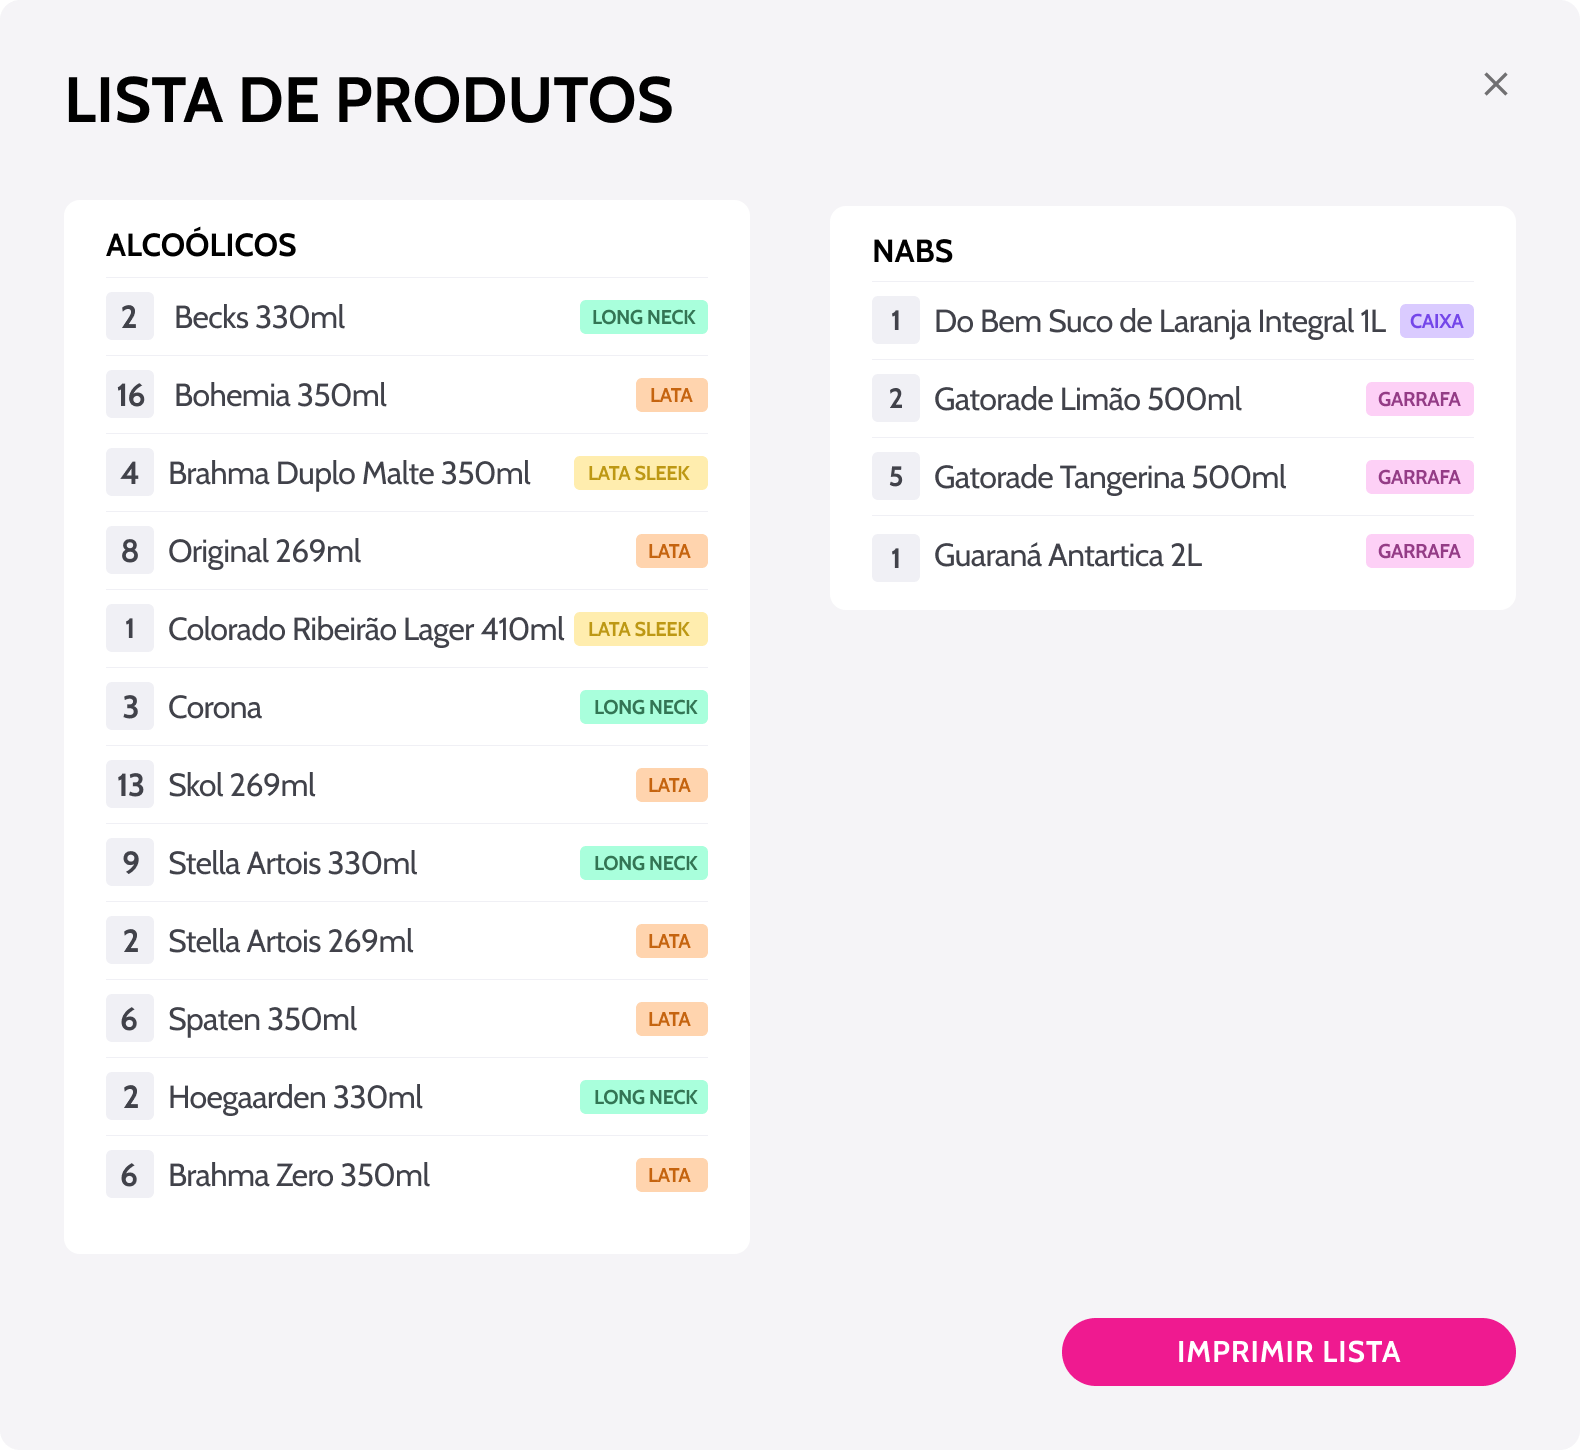 LISTA DE PRODUTOS
ALCOÓLICOS
2 Becks 330ml LONG NECK
16 Bohemia 350ml LATA
4 Brahma Duplo Malte 350ml LATA SLEEK
8 Original 269ml LATA
1 Colorado Ribeirão Lager 410ml LATA SLEEK
3 Corona LONG NECK
13 Skol 269ml LATA
9 Stella Artois 330ml LONG NECK
2 Stella Artois 269ml LATA
6 Spaten 350ml LATA
2 Hoegaarden 330ml LONG NECK
6 Brahma Zero 350ml LATA
NABS
1 Do Bem Suco de Laranja Integral 1L CAIXA
2 Gatorade Limão 500ml GARRAFA
5 Gatorade Tangerina 500ml GARRAFA
1 Guaraná Antartica 2L GARRAFA
IMPRIMIR LISTA